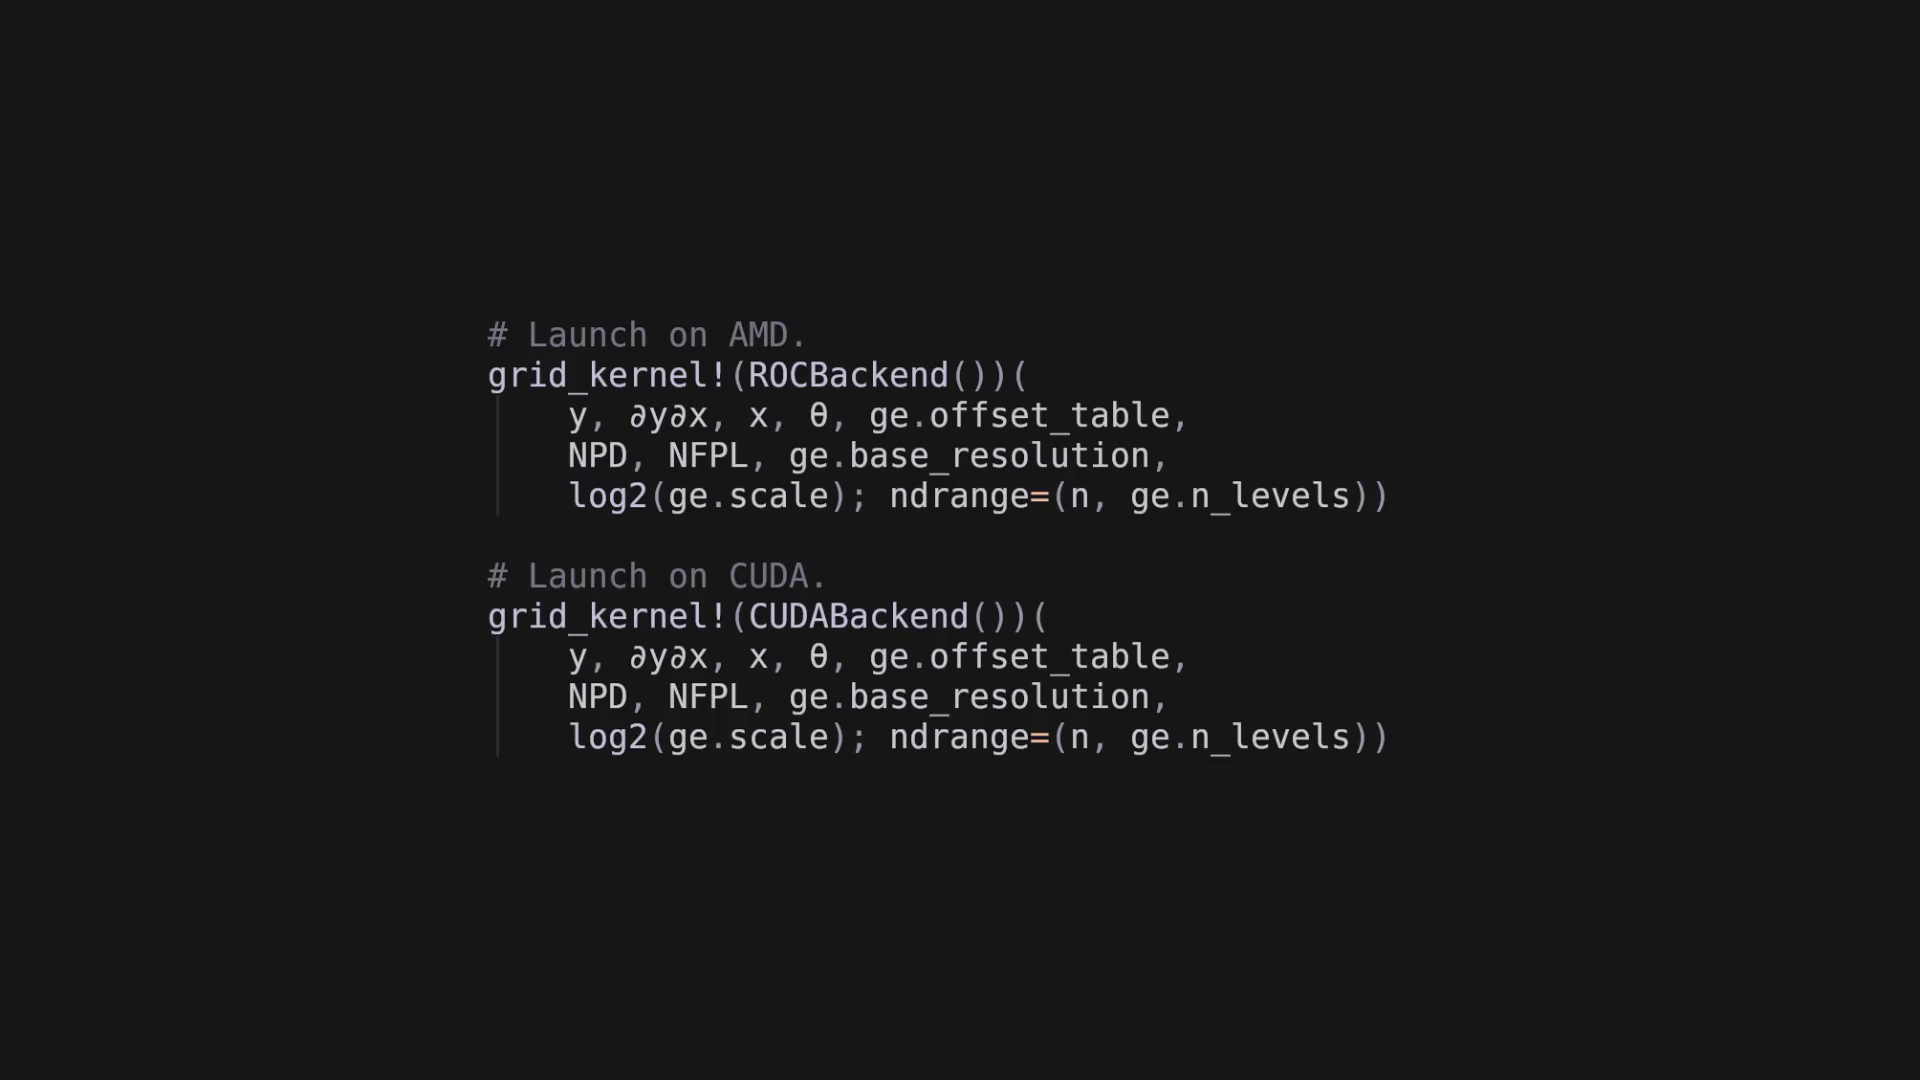 # Launch on AMD.
grid_kernel!(ROCBackend())(
    y, ∂y∂x, x, θ, ge.offset_table,
    NPD, NFPL, ge.base_resolution,
    log2(ge.scale); ndrange=(n, ge.n_levels))

# Launch on CUDA.
grid_kernel!(CUDABackend())(
    y, ∂y∂x, x, θ, ge.offset_table,
    NPD, NFPL, ge.base_resolution,
    log2(ge.scale); ndrange=(n, ge.n_levels))